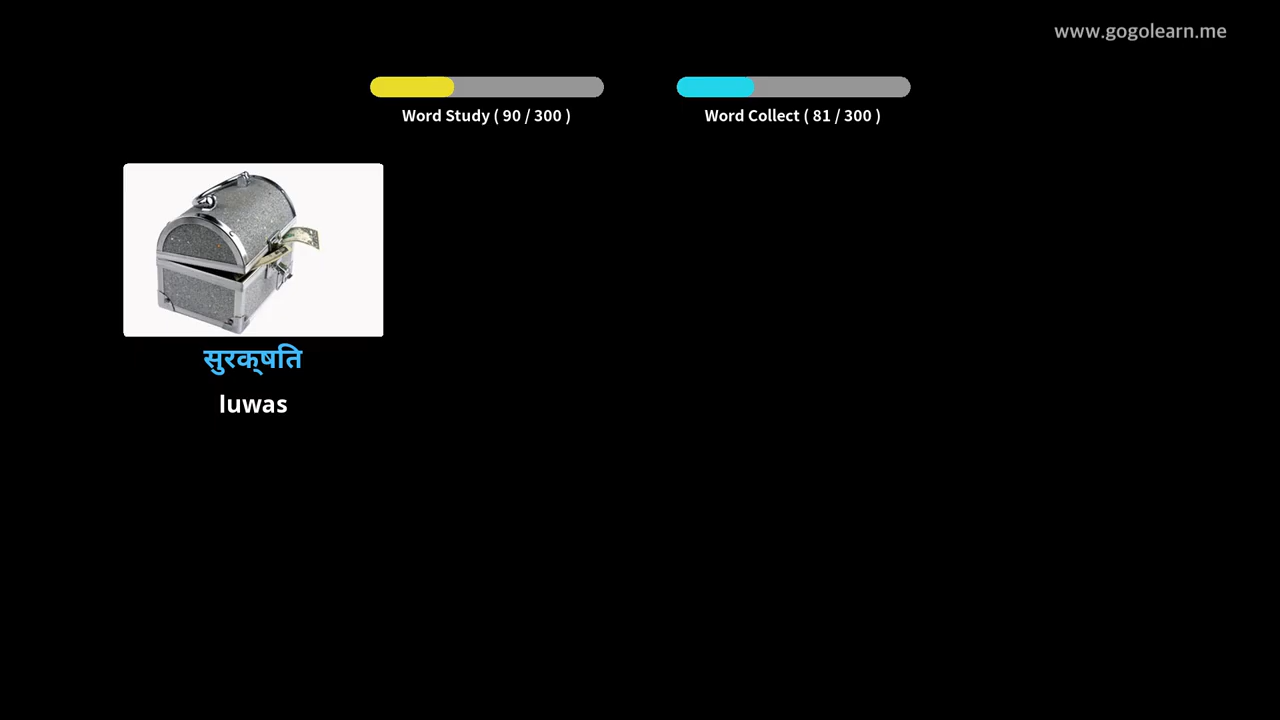 www.gogolearn.me
Word Study ( 90 / 300 )
Word Collect ( 81 / 300 )
सुरक्‌षति
luwas